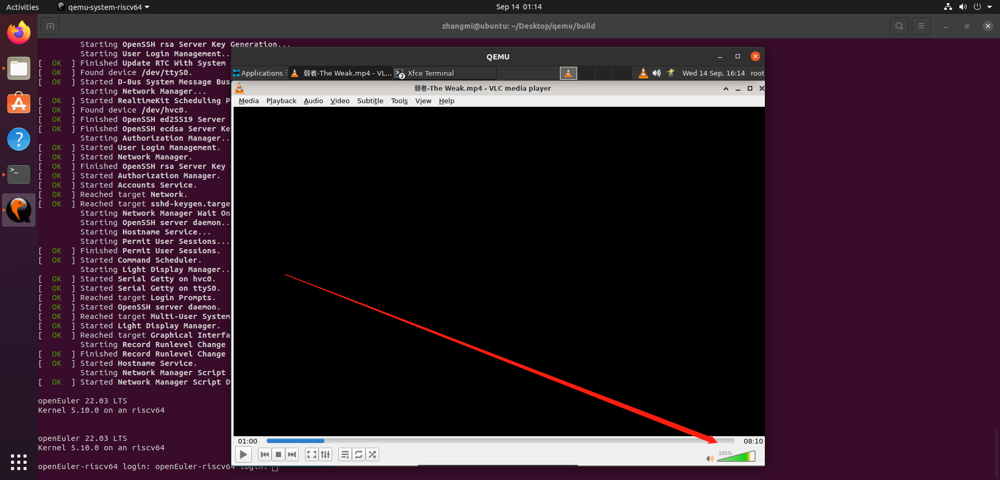 Activities
qemu-system-riscv64
Sep 14 01:14
zhangmi@ubuntu: ~/Desktop/qemu/build
Starting OpenSSH rsa Server Key Generation...
Starting User Login Management..
[ OK ] Finished Update RTC With System
[ OK ] Found device /dev/ttyS0.
[ OK ] Started D-Bus System Message Bus
Starting Network Manager...
[ OK ] Started RealtimeKit Scheduling P
[ OK ] Found device /dev/hvc0.
[ OK ] Finished OpenSSH ed25519 Server
[ OK ] Finished OpenSSH ecdsa Server Ke
Starting Authorization Manager..
[ OK ] Started User Login Management.
[ OK ] Started Network Manager.
[ OK ] Finished OpenSSH rsa Server Key
[ OK ] Started Authorization Manager.
[ OK ] Started Accounts Service.
[ OK ] Reached target Network.
[ OK ] Reached target sshd-keygen.targe
Starting Network Manager Wait On
Starting OpenSSH server daemon..
Starting Hostname Service...
Starting Permit User Sessions...
[ OK ] Finished Permit User Sessions.
[ OK ] Started Command Scheduler.
Starting Light Display Manager..
[ OK ] Started Serial Getty on hvc0.
[ OK ] Started Serial Getty on ttyS0.
[ OK ] Reached target Login Prompts.
[ OK ] Started OpenSSH server daemon.
[ OK ] Reached target Multi-User System
[ OK ] Started Light Display Manager.
[ OK ] Reached target Graphical Interfa
Starting Record Runlevel Change
[ OK ] Finished Record Runlevel Change
[ OK ] Started Hostname Service.
Starting Network Manager Script
[ OK ] Started Network Manager Script D
openEuler 22.03 LTS
Kernel 5.10.0 on an riscv64
openEuler 22.03 LTS
Kernel 5.10.0 on an riscv64
openEuler-riscv64 login: openEuler-riscv64 login:
QEMU
Applications
弱者-The Weak.mp4 - VL...
2
Xfce Terminal
Wed 14 Sep, 16:14
root
弱者-The Weak.mp4 - VLC media player
Media Playback Audio Video Subtitle Tools View Help
01:00
08:10
105%